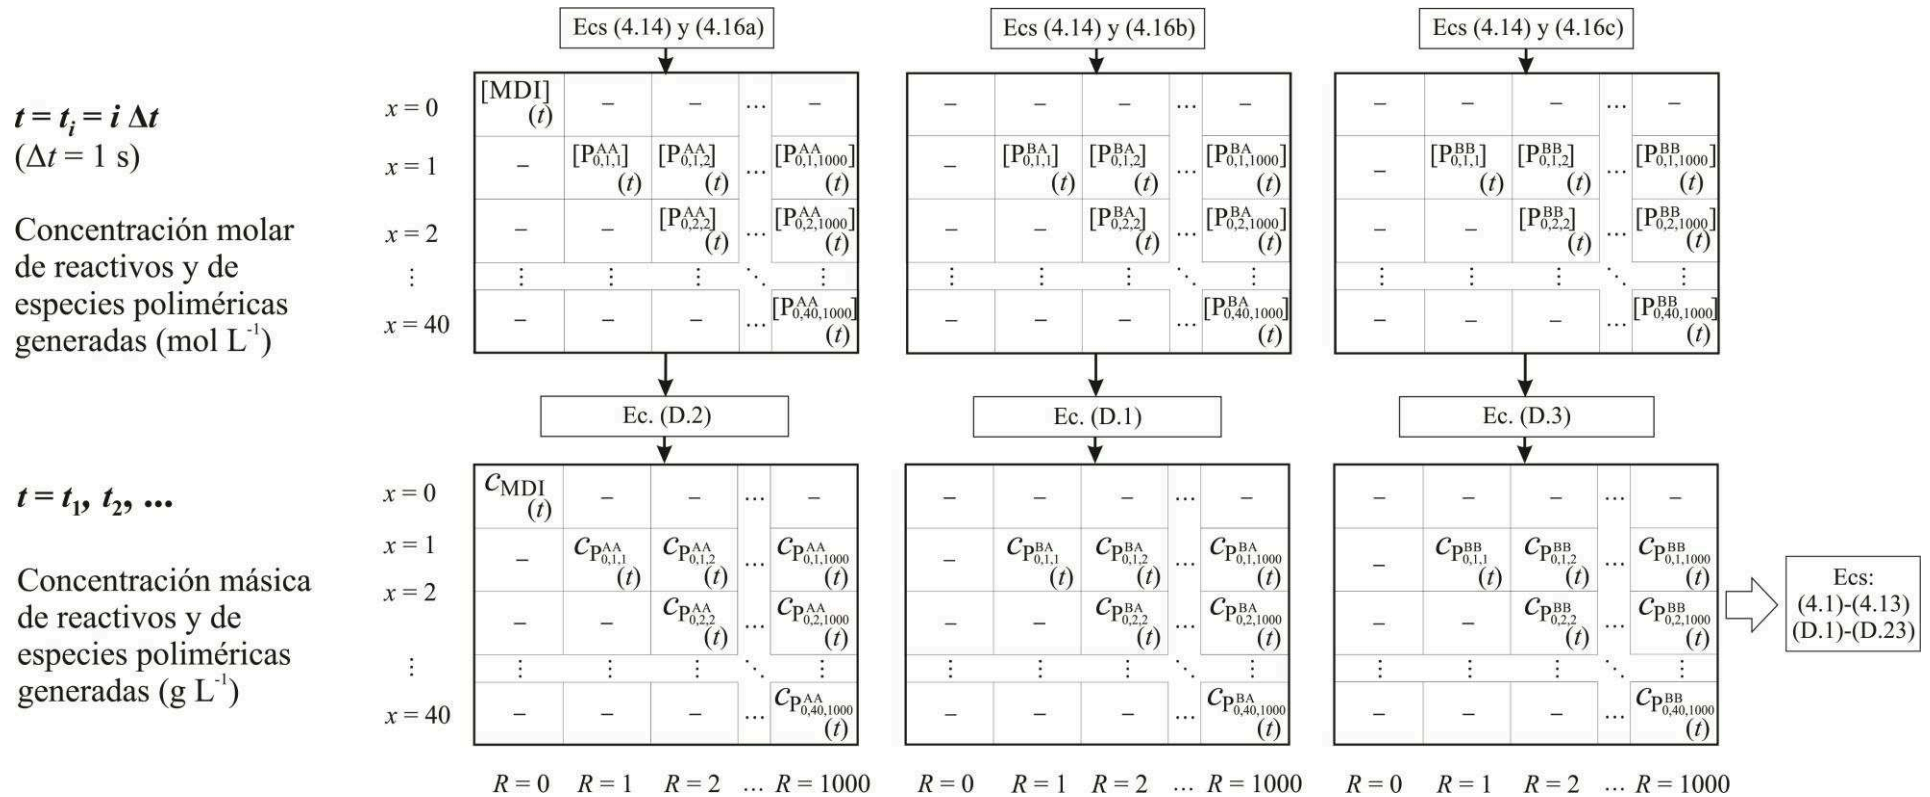 Ecs (4.14) y (4.16a) Ecs (4.14) y (4.16b) Ecs (4.14) y (4.16c)
t = t_i = i Δt
(Δt = 1 s)
Concentración molar
de reactivos y de
especies poliméricas
generadas (mol L⁻¹)
x = 0 [MDI](t) – – ... – – – – ... – – – – ... –
x = 1 – [P^AA_0,1,1](t) [P^AA_0,1,2](t) ... [P^AA_0,1,1000](t) – [P^BA_0,1,1](t) [P^BA_0,1,2](t) ... [P^BA_0,1,1000](t) – [P^BB_0,1,1](t) [P^BB_0,1,2](t) ... [P^BB_0,1,1000](t)
x = 2 – – [P^AA_0,2,2](t) ... [P^AA_0,2,1000](t) – – [P^BA_0,2,2](t) ... [P^BA_0,2,1000](t) – – [P^BB_0,2,2](t) ... [P^BB_0,2,1000](t)
⋮ ⋮ ⋮ ⋮ ⋱ ⋮ ⋮ ⋮ ⋮ ⋱ ⋮ ⋮ ⋮ ⋮ ⋱ ⋮
x = 40 – – – ... [P^AA_0,40,1000](t) – – – ... [P^BA_0,40,1000](t) – – – ... [P^BB_0,40,1000](t)
Ec. (D.2) Ec. (D.1) Ec. (D.3)
t = t₁, t₂, ...
Concentración másica
de reactivos y de
especies poliméricas
generadas (g L⁻¹)
x = 0 c_MDI(t) – – ... – – – – ... – – – – ... –
x = 1 – c_P^AA_0,1,1(t) c_P^AA_0,1,2(t) ... c_P^AA_0,1,1000(t) – c_P^BA_0,1,1(t) c_P^BA_0,1,2(t) ... c_P^BA_0,1,1000(t) – c_P^BB_0,1,1(t) c_P^BB_0,1,2(t) ... c_P^BB_0,1,1000(t)
x = 2 – – c_P^AA_0,2,2(t) ... c_P^AA_0,2,1000(t) – – c_P^BA_0,2,2(t) ... c_P^BA_0,2,1000(t) – – c_P^BB_0,2,2(t) ... c_P^BB_0,2,1000(t)
⋮ ⋮ ⋮ ⋮ ⋱ ⋮ ⋮ ⋮ ⋮ ⋱ ⋮ ⋮ ⋮ ⋮ ⋱ ⋮
x = 40 – – – ... c_P^AA_0,40,1000(t) – – – ... c_P^BA_0,40,1000(t) – – – ... c_P^BB_0,40,1000(t)
Ecs:
(4.1)-(4.13)
(D.1)-(D.23)
R = 0 R = 1 R = 2 ... R = 1000 R = 0 R = 1 R = 2 ... R = 1000 R = 0 R = 1 R = 2 ... R = 1000